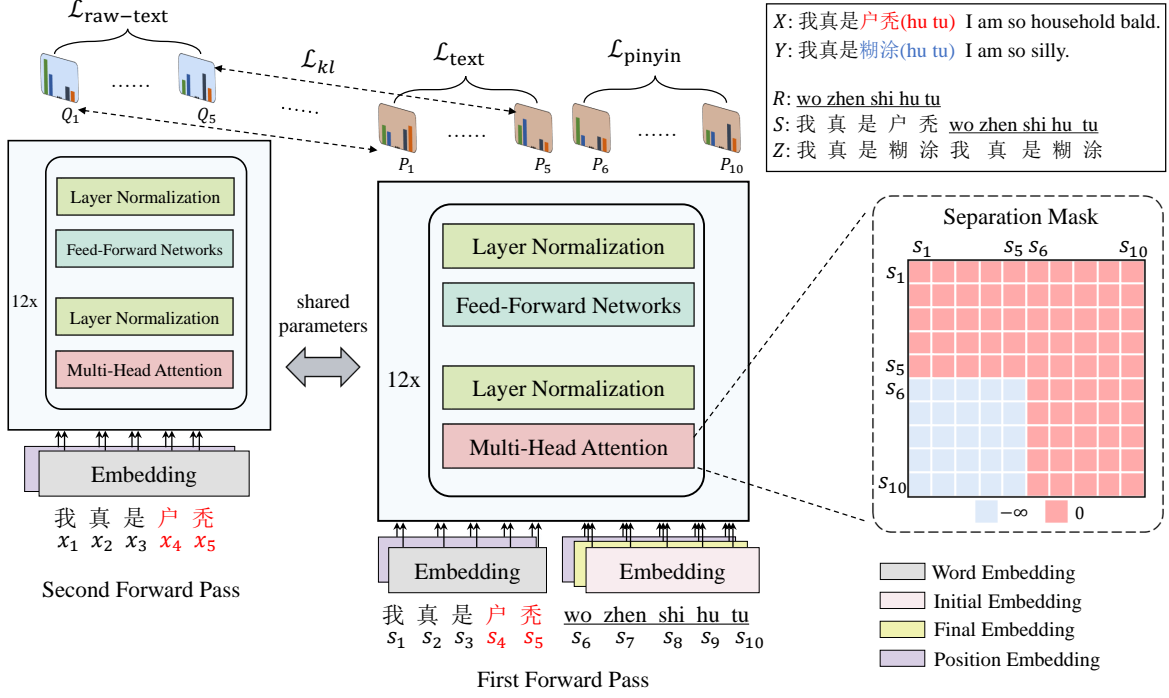 ℒraw−text
ℒkl
ℒtext
ℒpinyin
......
......
......
......
Q1
Q5
P1
P5
P6
P10
X: 我真是户秃(hu tu) I am so household bald.
Y: 我真是糊涂(hu tu) I am so silly.
R: wo zhen shi hu tu
S: 我 真 是 户 秃 wo zhen shi hu tu
Z: 我 真 是 糊 涂 我 真 是 糊 涂
12x
Layer Normalization
Feed-Forward Networks
Layer Normalization
Multi-Head Attention
Embedding
我 真 是 户 秃
x1 x2 x3 x4 x5
Second Forward Pass
shared
parameters
12x
Layer Normalization
Feed-Forward Networks
Layer Normalization
Multi-Head Attention
Embedding
Embedding
我 真 是 户 秃 wo zhen shi hu tu
s1 s2 s3 s4 s5 s6 s7 s8 s9 s10
First Forward Pass
Separation Mask
s1 s5 s6 s10
s1
s5
s6
s10
−∞ 0
Word Embedding
Initial Embedding
Final Embedding
Position Embedding